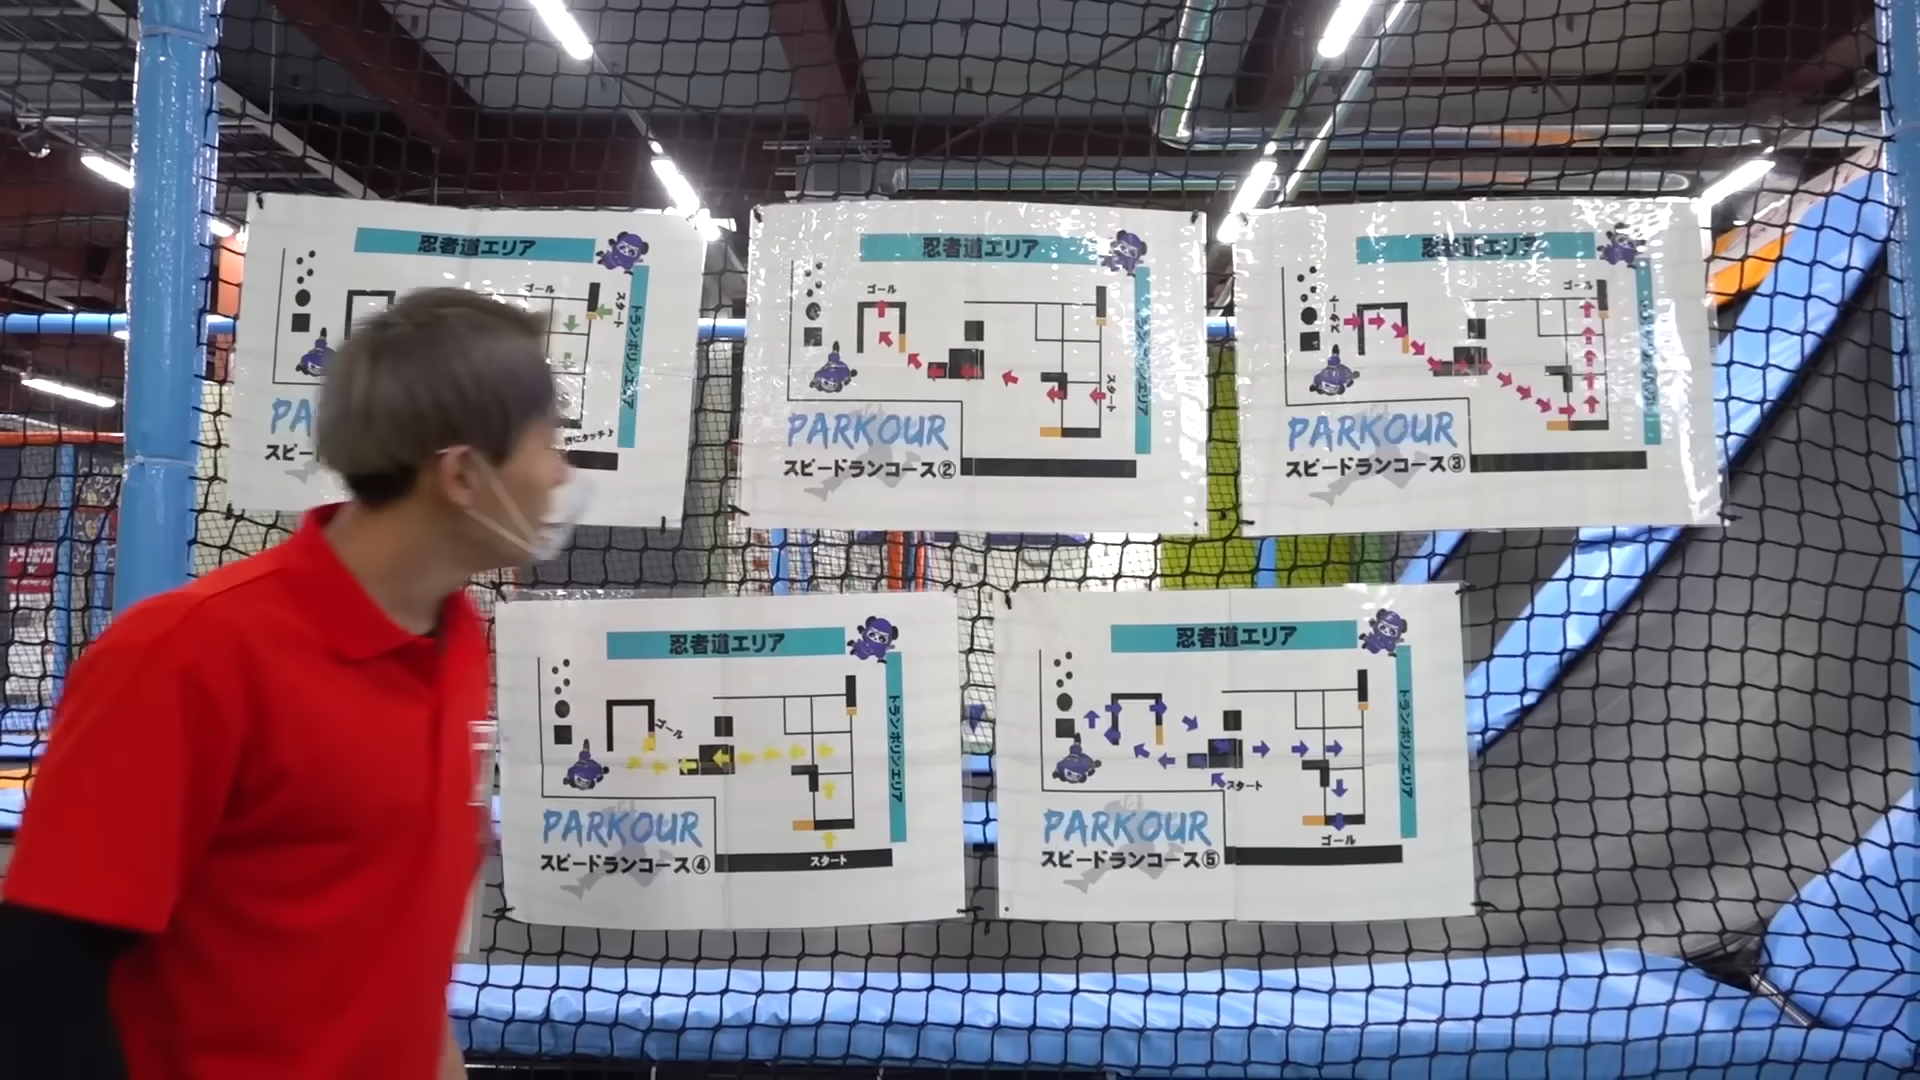 忍者道エリア
ゴール
スタート
トランポリンエリア
にタッチ♪
PA
スピー
忍者道エリア
ゴール
スタート
トランポリンエリア
PARKOUR
スピードランコース②
忍者道エリア
ゴール
PARKOUR
スピードランコース③
忍者道エリア
ゴール
トランポリンエリア
PARKOUR
スピードランコース④
スタート
忍者道エリア
トランポリンエリア
スタート
ゴール
PARKOUR
スピードランコース⑤